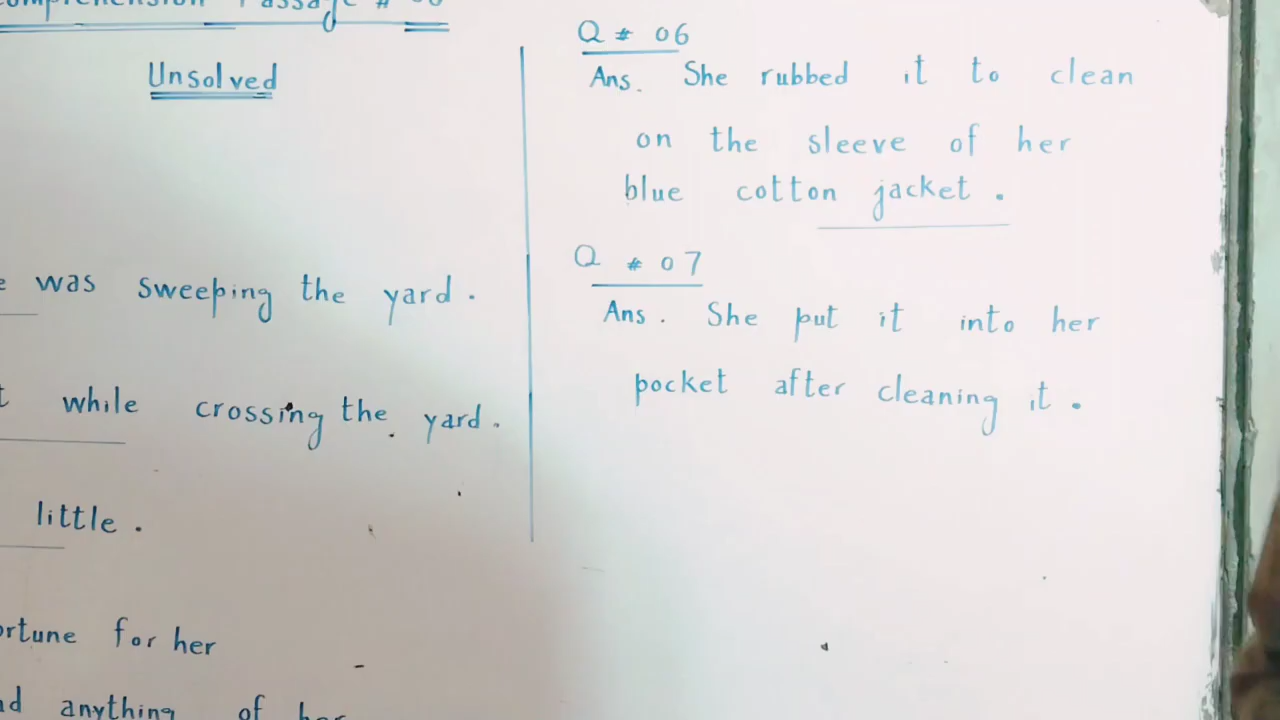 Unsolved
was sweeping the yard.
while crossing the yard.
little.
for her
anything of her
Q # 06
Ans. She rubbed it to clean
on the sleeve of her
blue cotton jacket.
Q # 07
Ans. She put it into her
pocket after cleaning it.